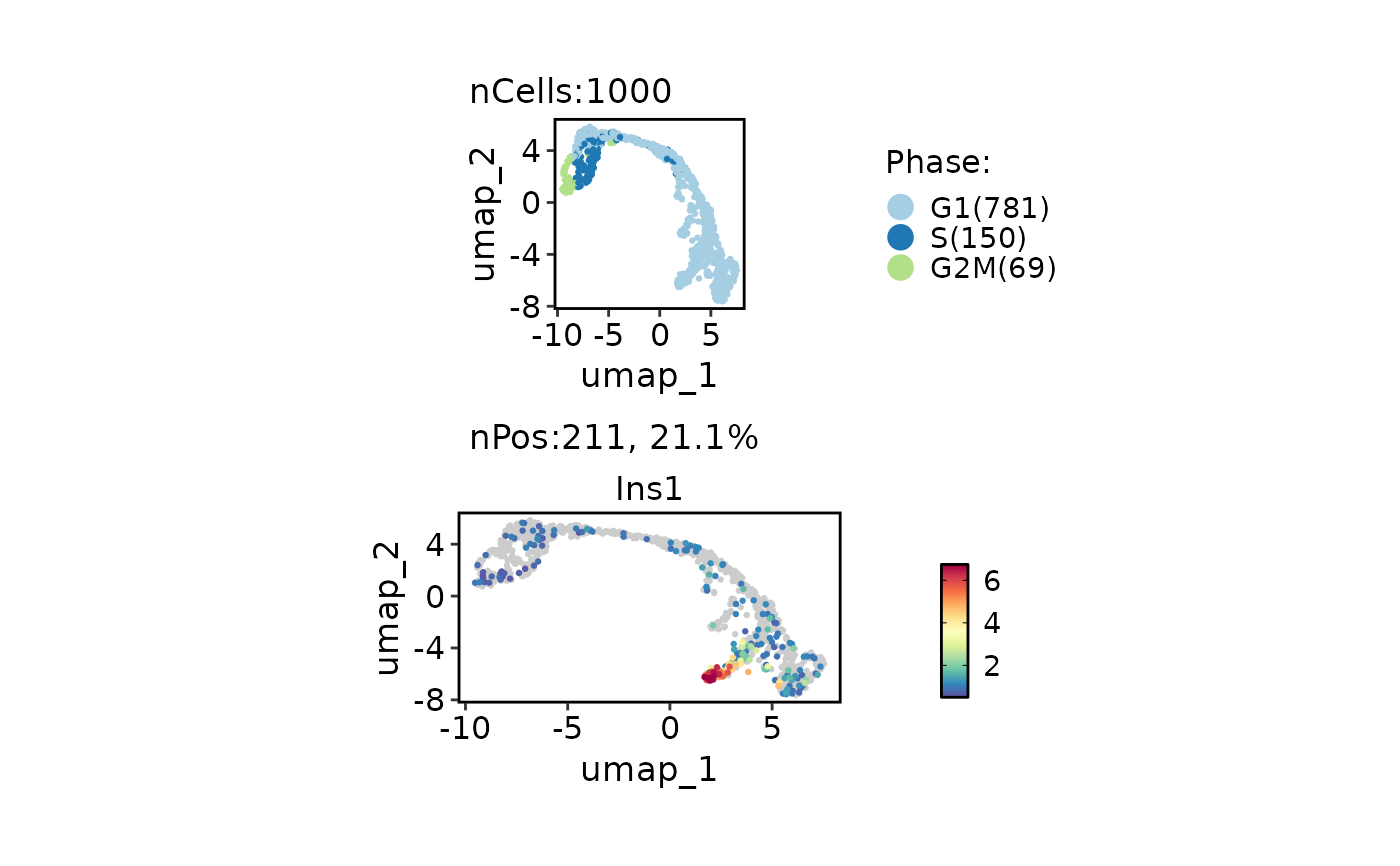 nCells:1000
umap_2
4
0
-4
-8
-10 -5 0 5
umap_1
Phase:
G1(781)
S(150)
G2M(69)
nPos:211, 21.1%
Ins1
umap_2
4
0
-4
-8
-10 -5 0 5
umap_1
6
4
2